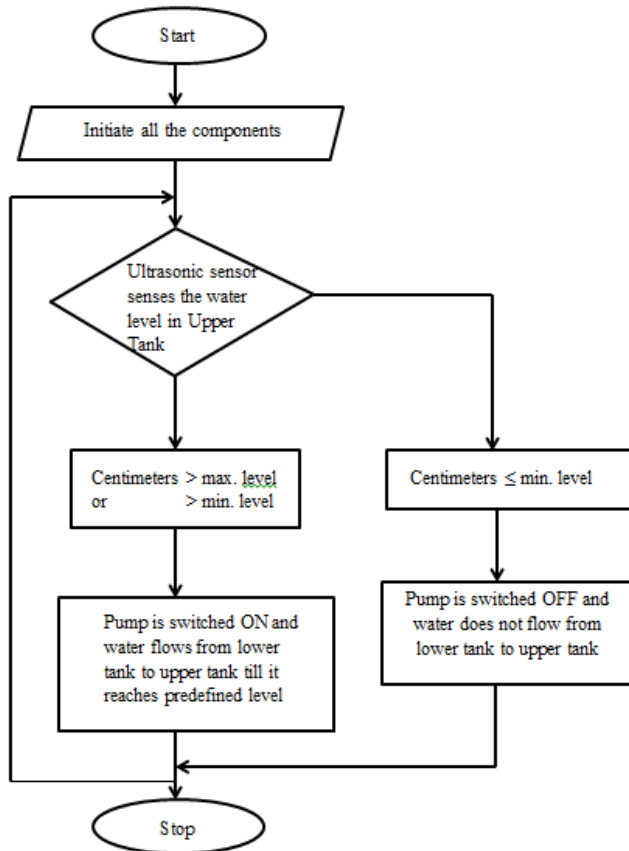 Start
Initiate all the components
Ultrasonic sensor
senses the water
level in Upper
Tank
Centimeters > max. level
or > min. level
Centimeters ≤ min. level
Pump is switched ON and
water flows from lower
tank to upper tank till it
reaches predefined level
Pump is switched OFF and
water does not flow from
lower tank to upper tank
Stop